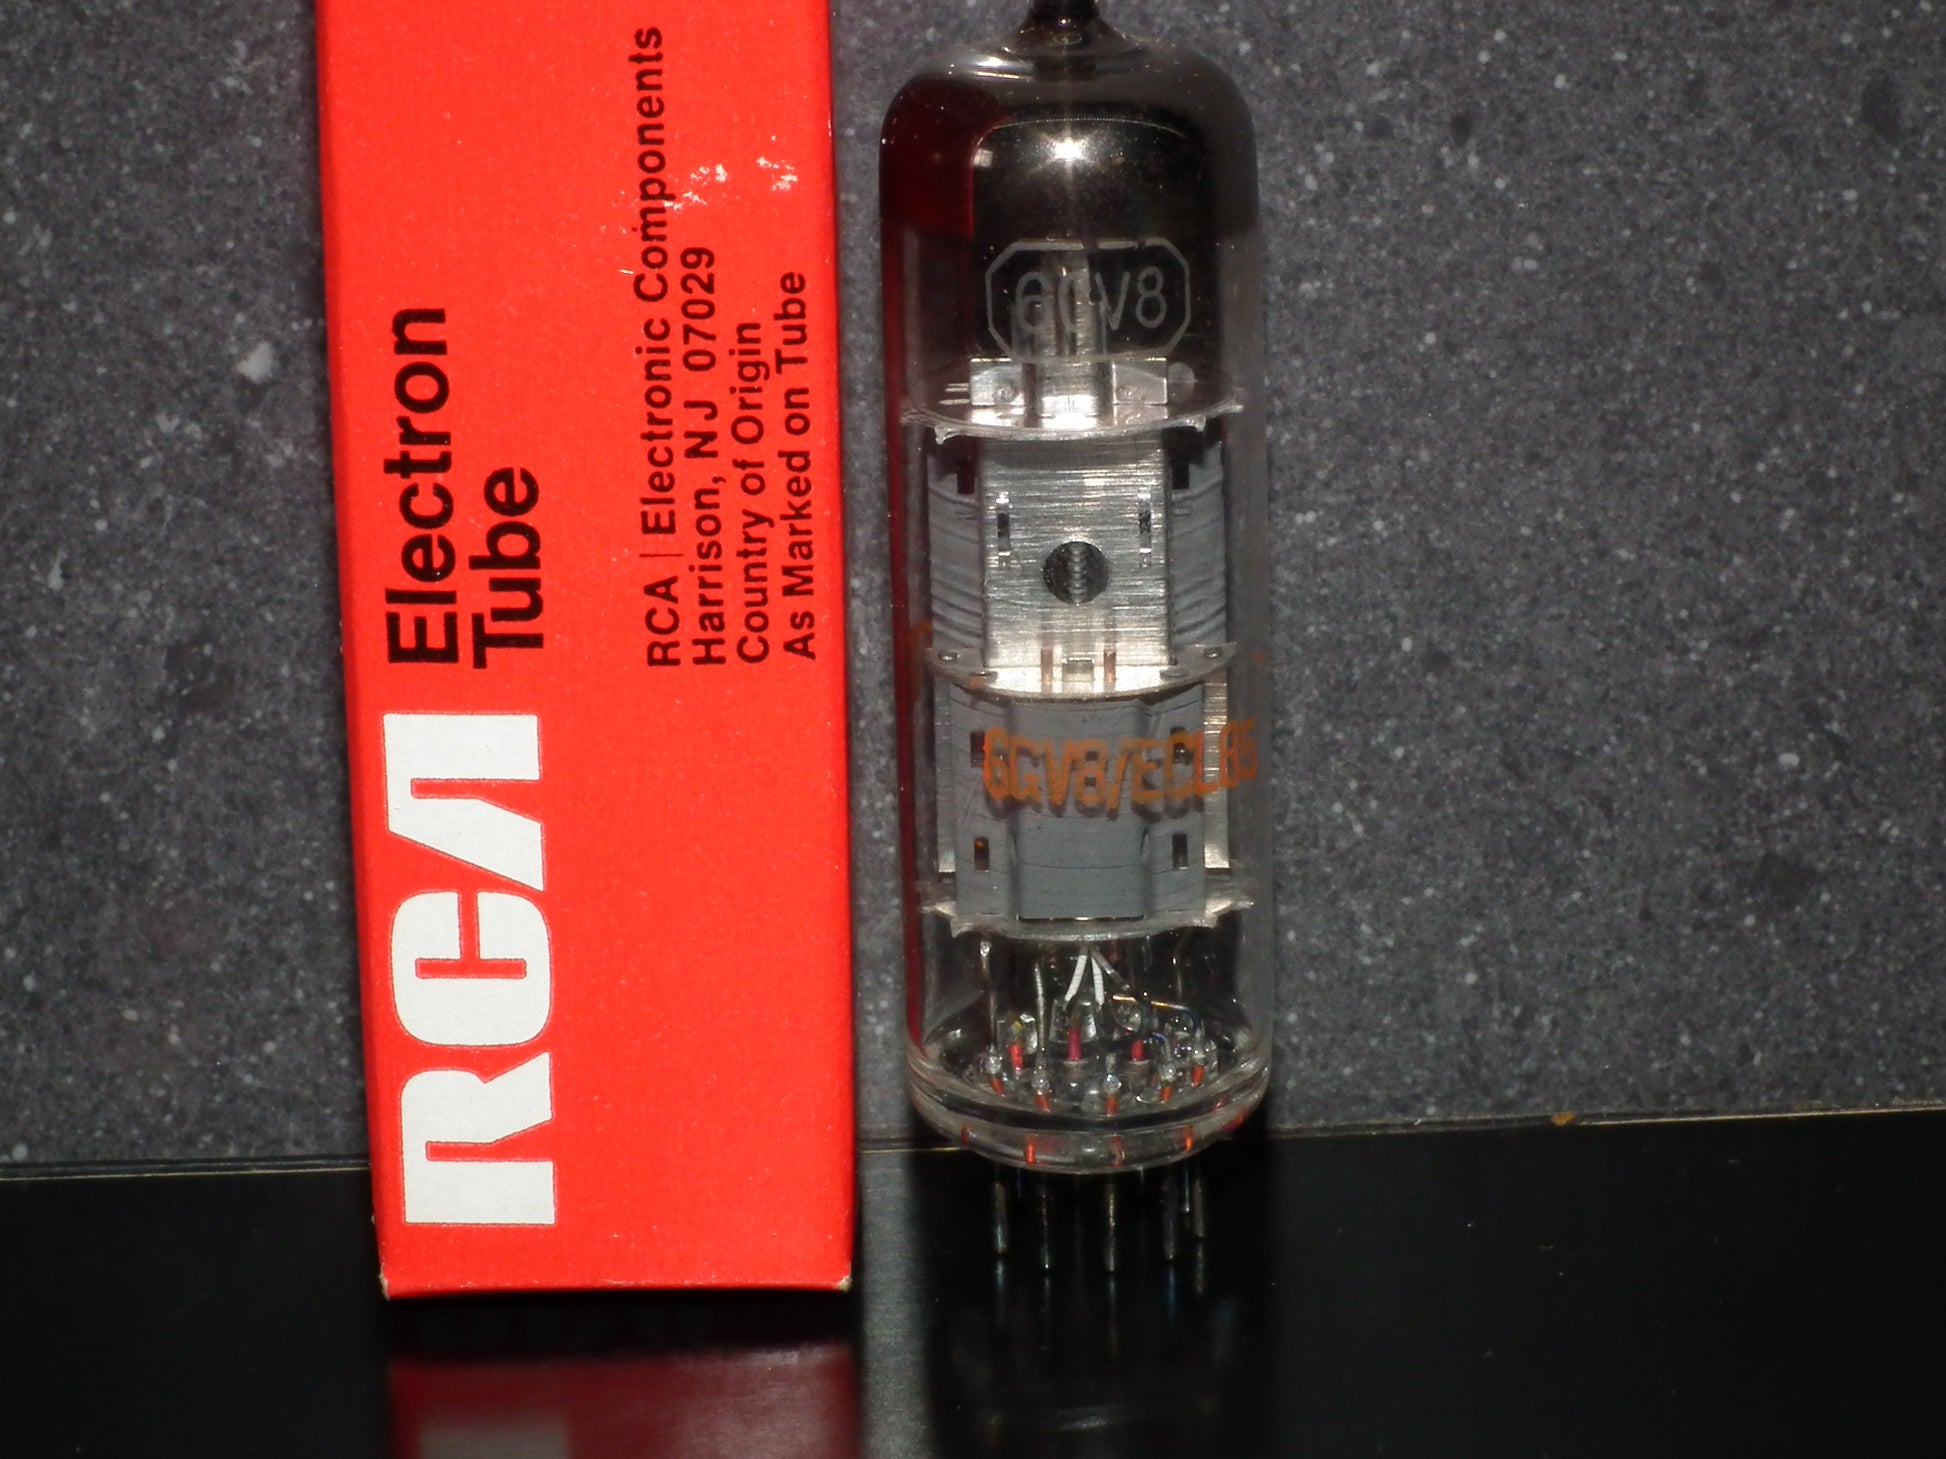 RCA
Electron
Tube
RCA | Electronic Components
Harrison, NJ 07029
Country of Origin
As Marked on Tube
6GV8
6GV8/ECL85